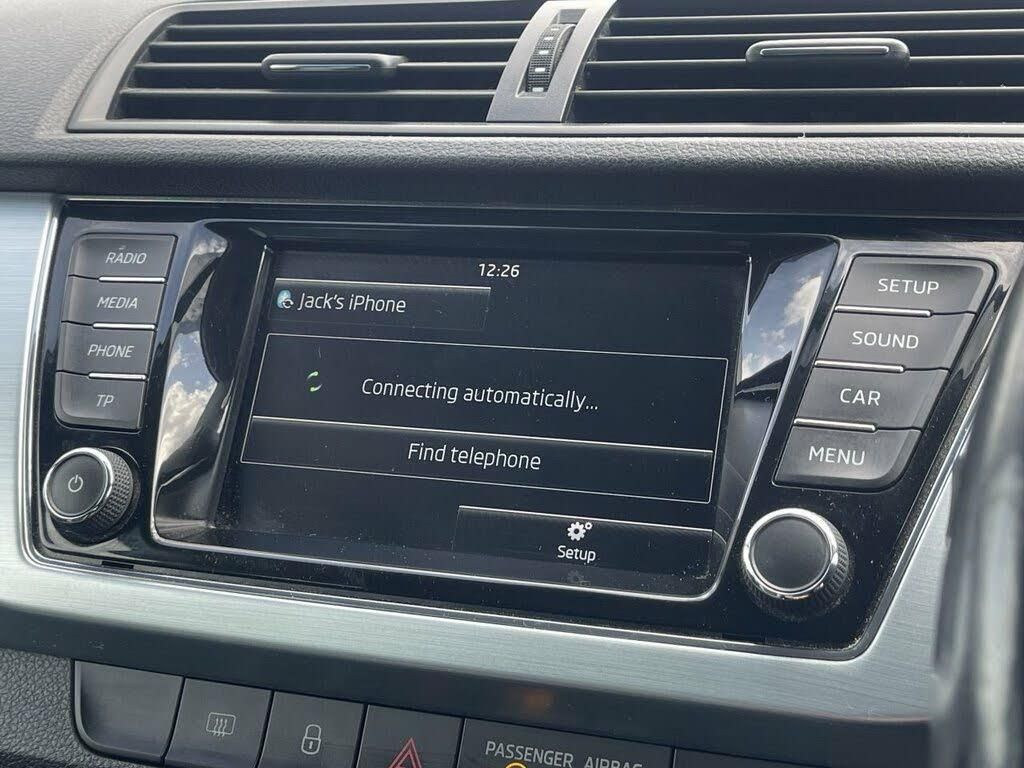 RADIO
MEDIA
PHONE
TP
12:26
Jack's iPhone
Connecting automatically...
Find telephone
Setup
SETUP
SOUND
CAR
MENU
PASSENGER AIRBAG